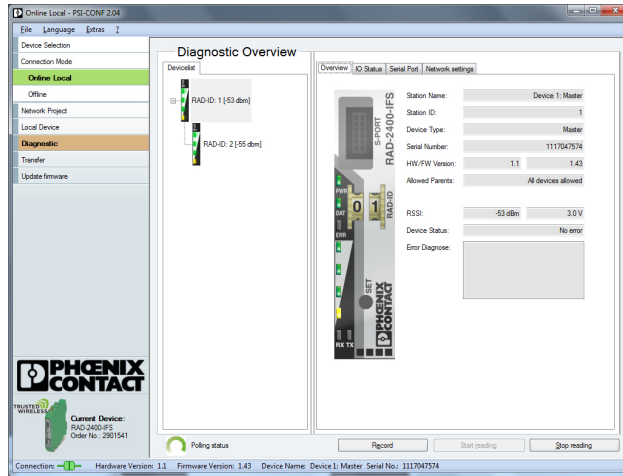 Online Local - PSI-CONF 2.04
File Language Extras ?
Device Selection
Connection Mode
Online Local
Offline
Network Project
Local Device
Diagnostic
Transfer
Update firmware
PHŒNIX
CONTACT
TRUSTED
WIRELESS
Current Device:
RAD-2400-IFS
Order No.: 2901541
Diagnostic Overview
Devicelist
RAD-ID: 1 [-53 dbm]
RAD-ID: 2 [-55 dbm]
Overview IO Status Serial Port Network settings
S-PORT
RAD-2400-IFS
PWR
DAT
ERR
0 1
RAD-ID
SET
PHŒNIX
CONTACT
RX TX
Station Name: Device 1: Master
Station ID: 1
Device Type: Master
Serial Number: 1117047574
HW/FW Version: 1.1 1.43
Allowed Parents: All devices allowed
RSSI: -53 dBm 3.0 V
Device Status: No error
Error Diagnose:
Polling status
Record Start reading Stop reading
Connection: Hardware Version: 1.1 Firmware Version: 1.43 Device Name: Device 1: Master Serial No.: 1117047574